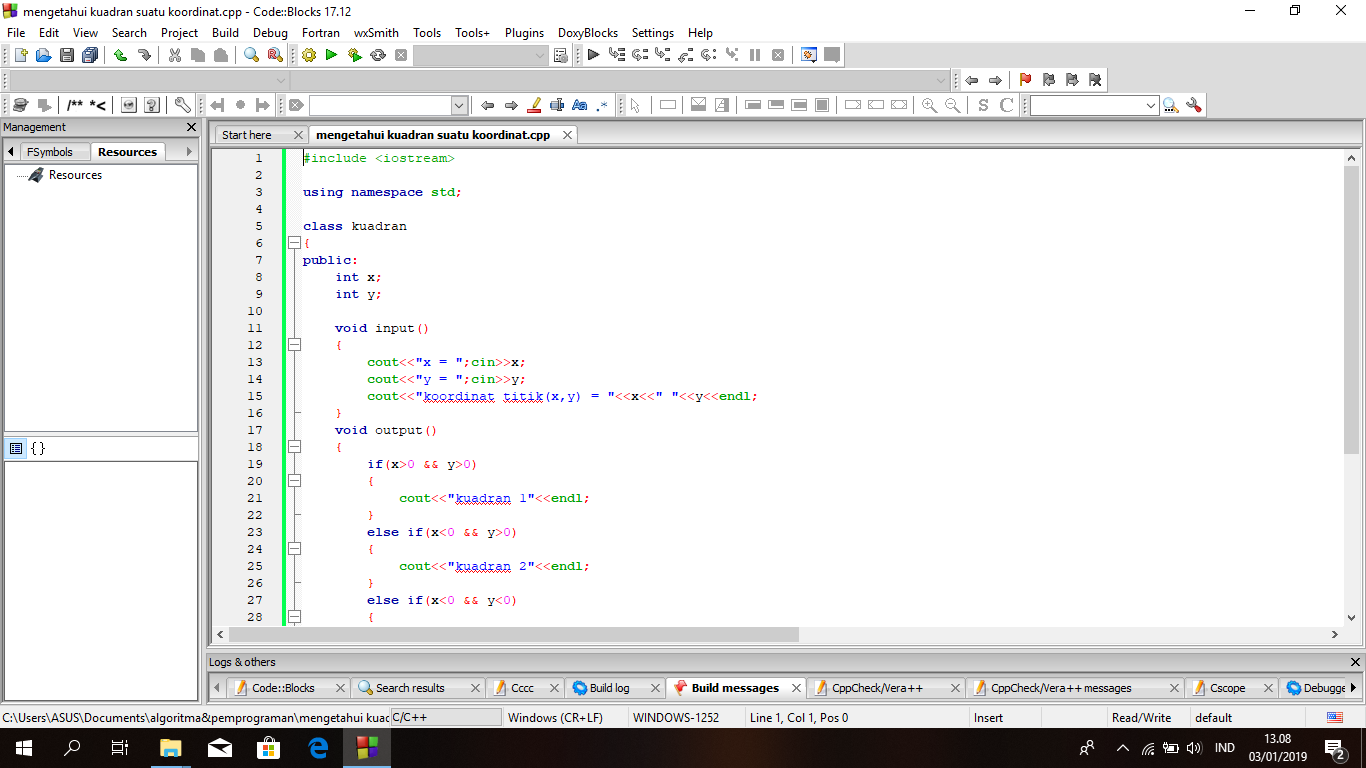 mengetahui kuadran suatu koordinat.cpp - Code::Blocks 17.12
File Edit View Search Project Build Debug Fortran wxSmith Tools Tools+ Plugins DoxyBlocks Settings Help
/** *<
Aa .*
S C
Management
Start here mengetahui kuadran suatu koordinat.cpp
FSymbols Resources
Resources
{}
1 #include <iostream>
2
3 using namespace std;
4
5 class kuadran
6 {
7 public:
8 int x;
9 int y;
10
11 void input()
12 {
13 cout<<"x = ";cin>>x;
14 cout<<"y = ";cin>>y;
15 cout<<"koordinat titik(x,y) = "<<x<<" "<<y<<endl;
16 }
17 void output()
18 {
19 if(x>0 && y>0)
20 {
21 cout<<"kuadran 1"<<endl;
22 }
23 else if(x<0 && y>0)
24 {
25 cout<<"kuadran 2"<<endl;
26 }
27 else if(x<0 && y<0)
28 {
Logs & others
Code::Blocks Search results Cccc Build log Build messages CppCheck/Vera++ CppCheck/Vera++ messages Cscope Debugge
C:\Users\ASUS\Documents\algoritma&pemprograman\mengetahui kuad C/C++ Windows (CR+LF) WINDOWS-1252 Line 1, Col 1, Pos 0 Insert Read/Write default
IND
13.08
03/01/2019
2